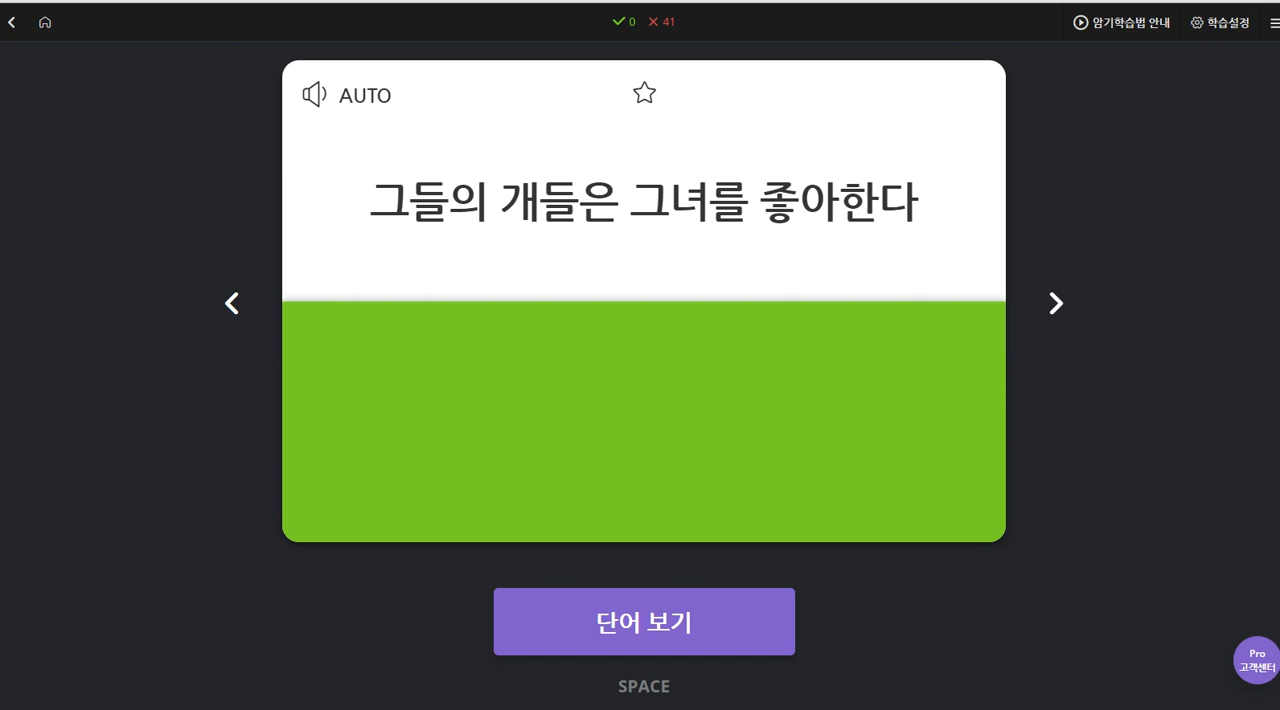 0 41 암기학습법 안내 학습설정
AUTO
그들의 개들은 그녀를 좋아한다
단어 보기
SPACE
Pro
고객센터